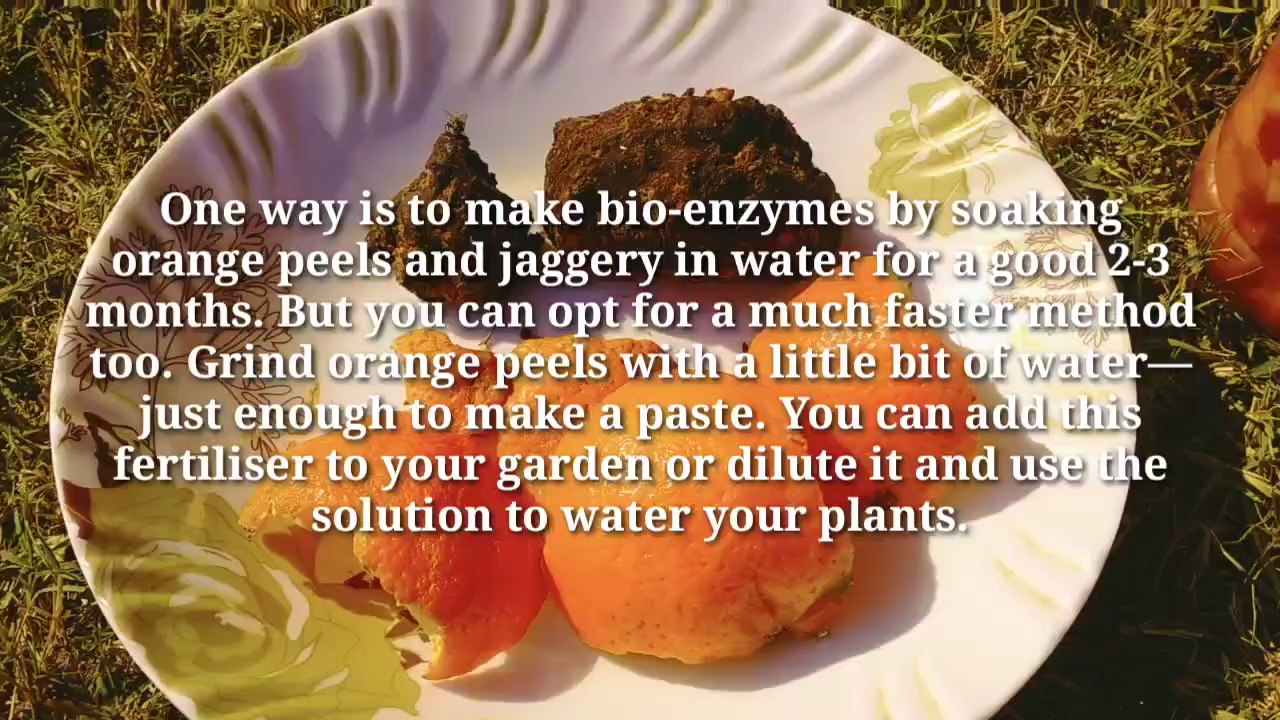 One way is to make bio-enzymes by soaking
orange peels and jaggery in water for a good 2-3
months. But you can opt for a much faster method
too. Grind orange peels with a little bit of water—
just enough to make a paste. You can add this
fertiliser to your garden or dilute it and use the
solution to water your plants.